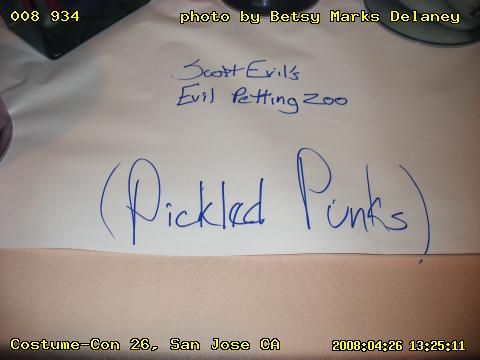 008 934 photo by Betsy Marks Delaney
Scott Evil's
Evil Petting Zoo
(Pickled Punks)
Costume-Con 26, San Jose CA 2008:04:26 13:25:11